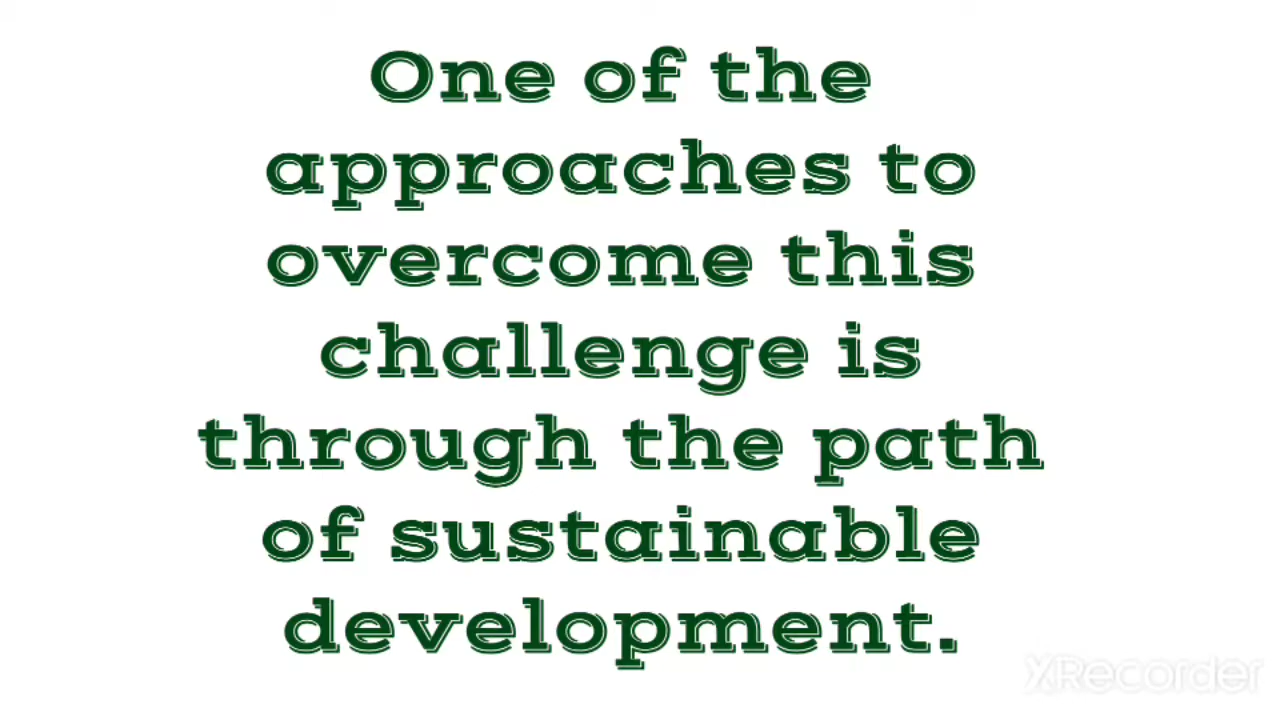 One of the
approaches to
overcome this
challenge is
through the path
of sustainable
development.
XRecorder